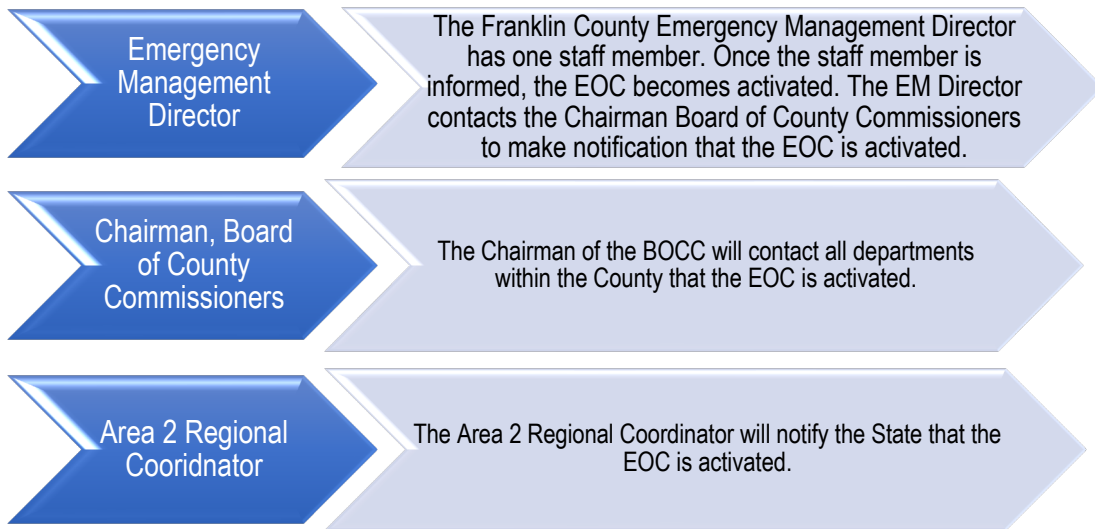 Emergency
Management
Director
The Franklin County Emergency Management Director
has one staff member. Once the staff member is
informed, the EOC becomes activated. The EM Director
contacts the Chairman Board of County Commissioners
to make notification that the EOC is activated.
Chairman, Board
of County
Commissioners
The Chairman of the BOCC will contact all departments
within the County that the EOC is activated.
Area 2 Regional
Cooridnator
The Area 2 Regional Coordinator will notify the State that the
EOC is activated.